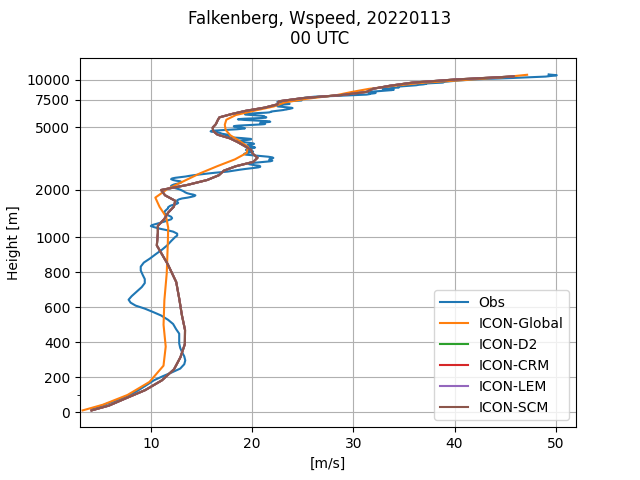 Falkenberg, Wspeed, 20220113
00 UTC
Height [m]
10000
7500
5000
2000
1000
800
600
400
200
0
10
20
30
40
50
[m/s]
Obs
ICON-Global
ICON-D2
ICON-CRM
ICON-LEM
ICON-SCM